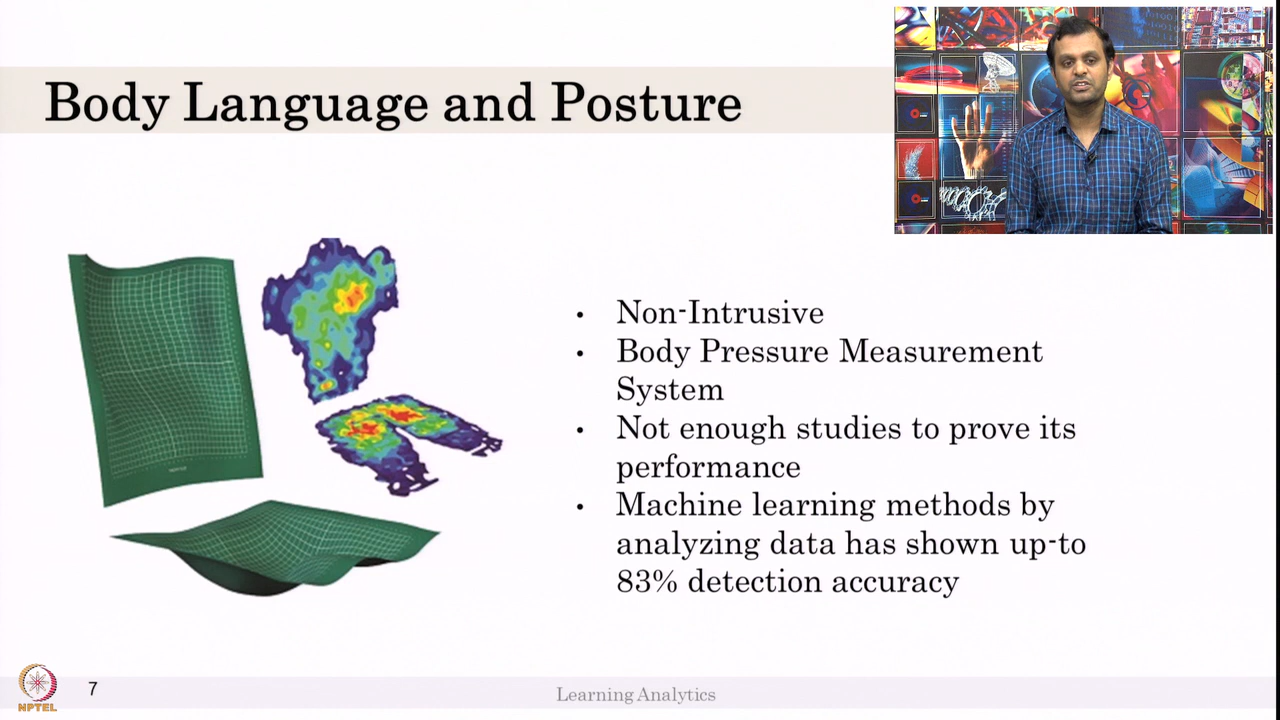 Body Language and Posture
• Non-Intrusive
• Body Pressure Measurement
System
• Not enough studies to prove its
performance
• Machine learning methods by
analyzing data has shown up-to
83% detection accuracy
NPTEL
7
Learning Analytics